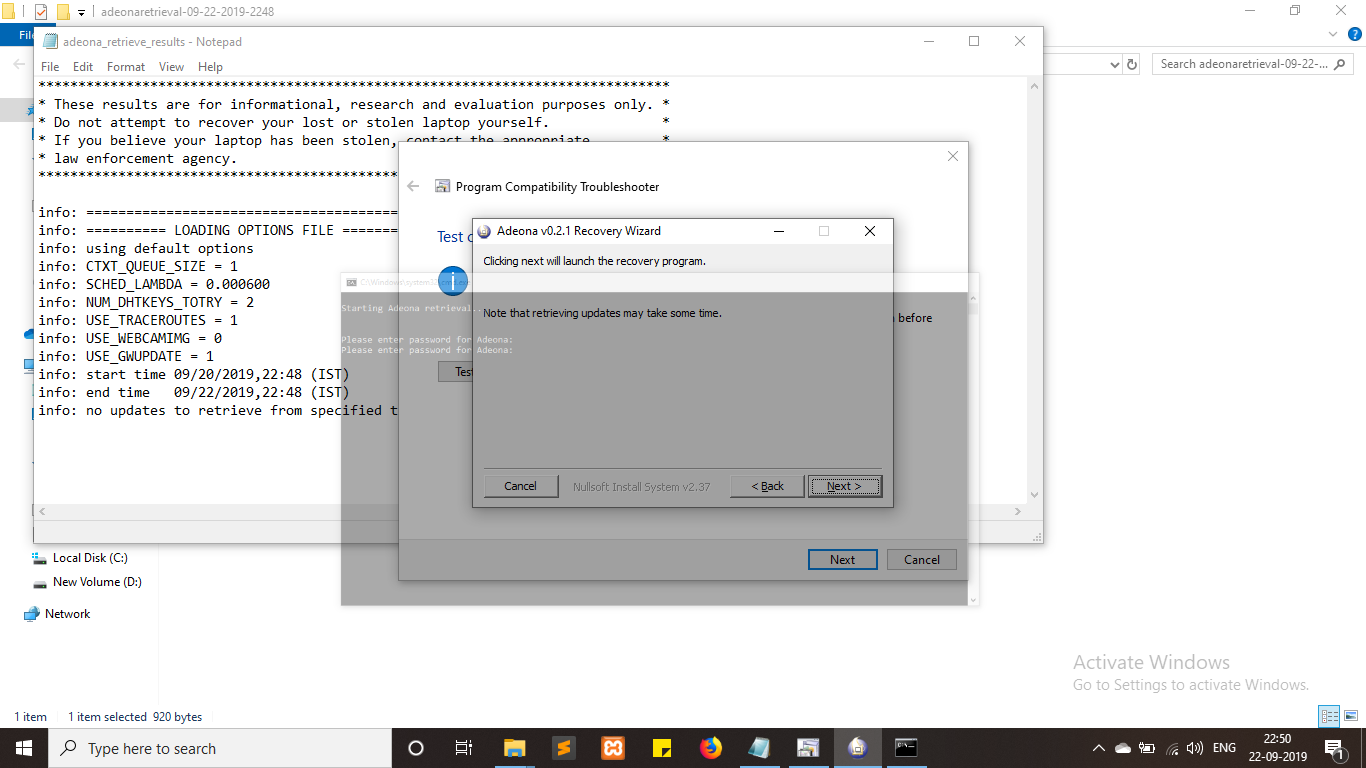 adeonaretrieval-09-22-2019-2248
File
adeona_retrieve_results - Notepad
File Edit Format View Help
Search adeonaretrieval-09-22-...
*******************************************************************************
* These results are for informational, research and evaluation purposes only. *
* Do not attempt to recover your lost or stolen laptop yourself. *
* If you believe your laptop has been stolen, contact the appropriate *
* law enforcement agency.
*********************************************
info: =======================================
info: ========== LOADING OPTIONS FILE =======
info: using default options
info: CTXT_QUEUE_SIZE = 1
info: SCHED_LAMBDA = 0.000600
info: NUM_DHTKEYS_TOTRY = 2
info: USE_TRACEROUTES = 1
info: USE_WEBCAMIMG = 0
info: USE_GWUPDATE = 1
info: start time 09/20/2019,22:48 (IST)
info: end time 09/22/2019,22:48 (IST)
info: no updates to retrieve from specified t
Program Compatibility Troubleshooter
Test
before
Test
Next Cancel
Starting Adeona retrieval..
Please enter password for Adeona:
Please enter password for Adeona:
Adeona v0.2.1 Recovery Wizard
Clicking next will launch the recovery program.
Note that retrieving updates may take some time.
Cancel Nullsoft Install System v2.37 < Back Next >
Local Disk (C:)
New Volume (D:)
Network
Activate Windows
Go to Settings to activate Windows.
1 item 1 item selected 920 bytes
Type here to search
ENG
22:50
22-09-2019
1